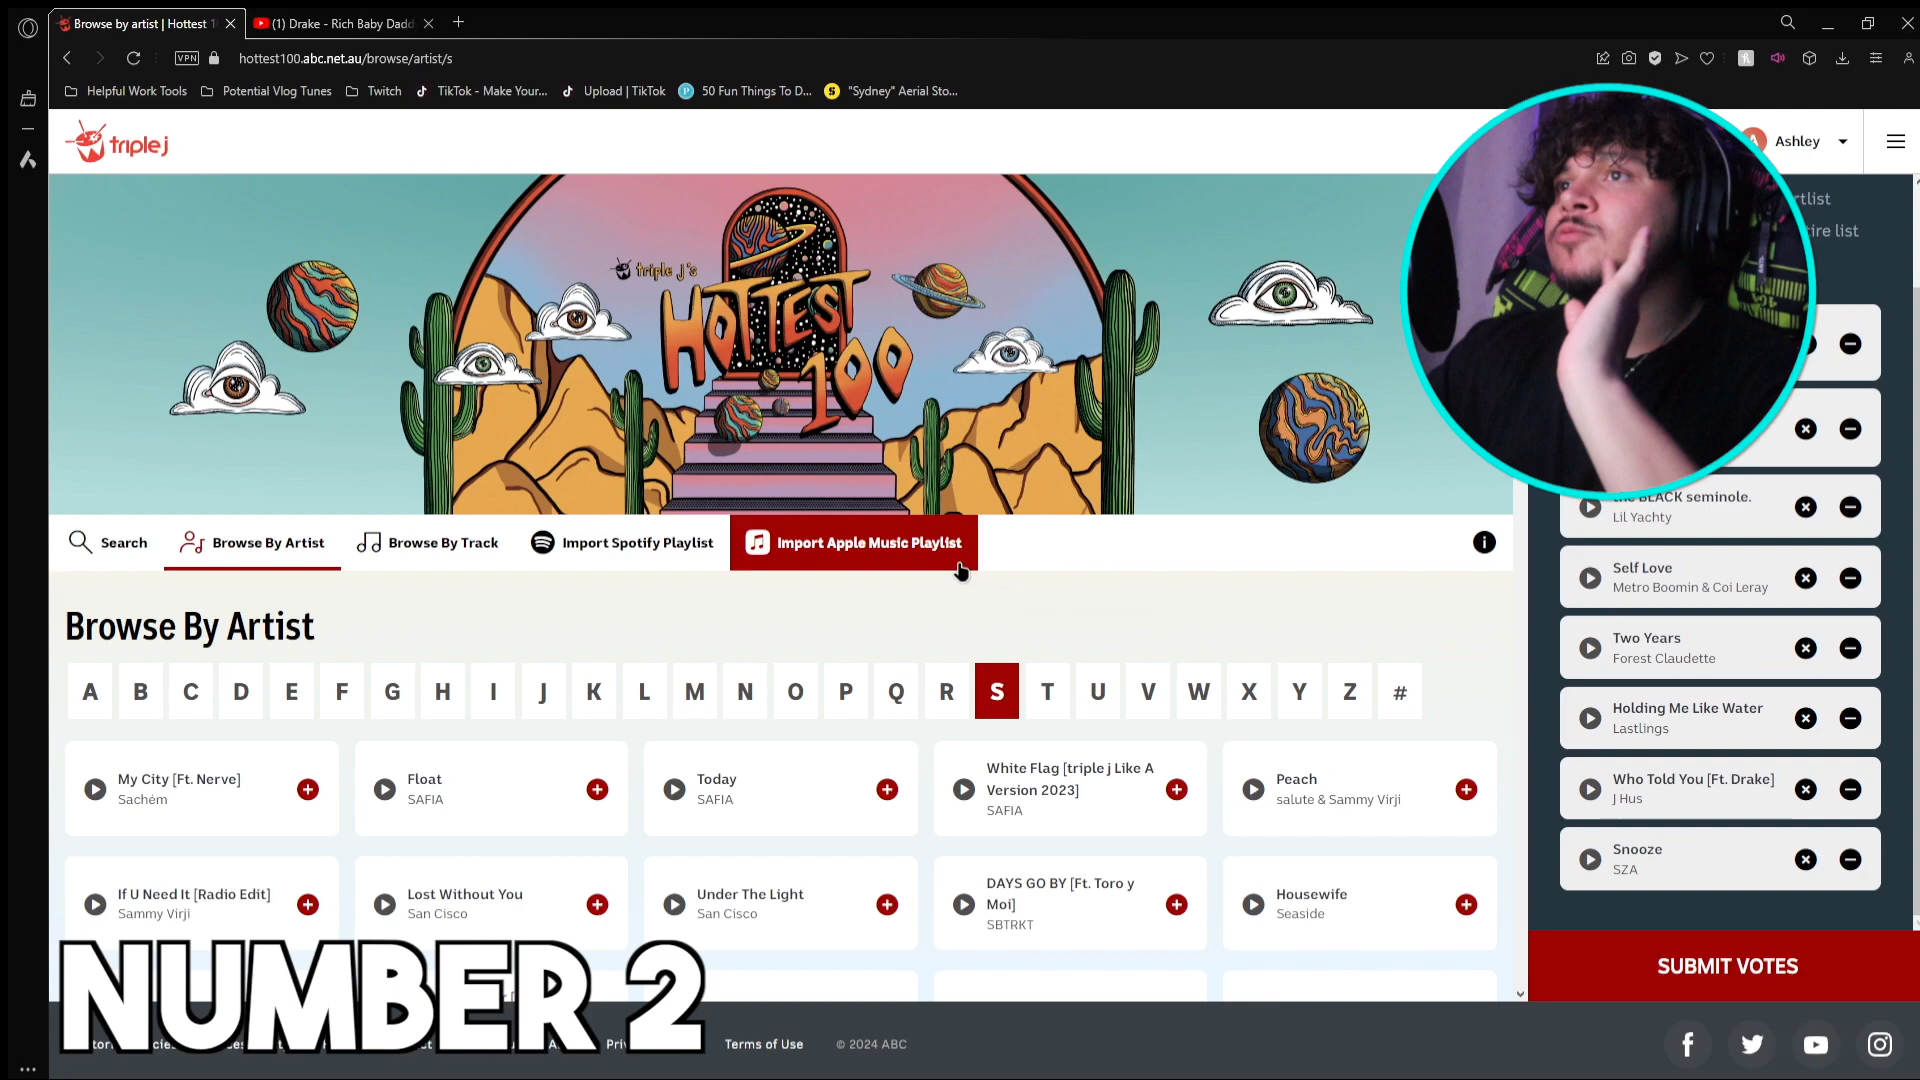 Browse by artist | Hottest 1
(1) Drake - Rich Baby Dadd
VPN
hottest100.abc.net.au/browse/artist/s
Helpful Work Tools
Potential Vlog Tunes
Twitch
TikTok - Make Your...
Upload | TikTok
50 Fun Things To D...
"Sydney" Aerial Sto...
triple j
Ashley
triple j's
HOTTEST
100
rtlist
tire list
Search
Browse By Artist
Browse By Track
Import Spotify Playlist
Import Apple Music Playlist
Browse By Artist
A B C D E F G H I J K L M N O P Q R S T U V W X Y Z #
My City [Ft. Nerve]
Sachém
Float
SAFIA
Today
SAFIA
White Flag [triple j Like A
Version 2023]
SAFIA
Peach
salute & Sammy Virji
If U Need It [Radio Edit]
Sammy Virji
Lost Without You
San Cisco
Under The Light
San Cisco
DAYS GO BY [Ft. Toro y
Moi]
SBTRKT
Housewife
Seaside
the BLACK seminole.
Lil Yachty
Self Love
Metro Boomin & Coi Leray
Two Years
Forest Claudette
Holding Me Like Water
Lastlings
Who Told You [Ft. Drake]
J Hus
Snooze
SZA
SUBMIT VOTES
NUMBER 2
Terms of Use
© 2024 ABC